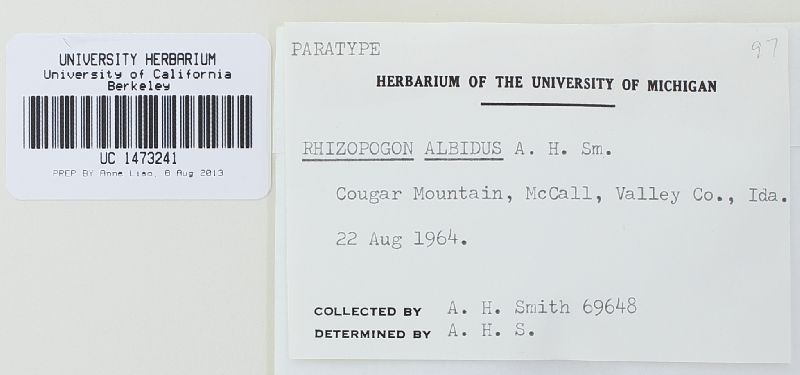 UNIVERSITY HERBARIUM
University of California
Berkeley
UC 1473241
PREP BY Anne Liao, 6 Aug 2013
PARATYPE
97
HERBARIUM OF THE UNIVERSITY OF MICHIGAN
RHIZOPOGON ALBIDUS A. H. Sm.
Cougar Mountain, McCall, Valley Co., Ida.
22 Aug 1964.
COLLECTED BY A. H. Smith 69648
DETERMINED BY A. H. S.